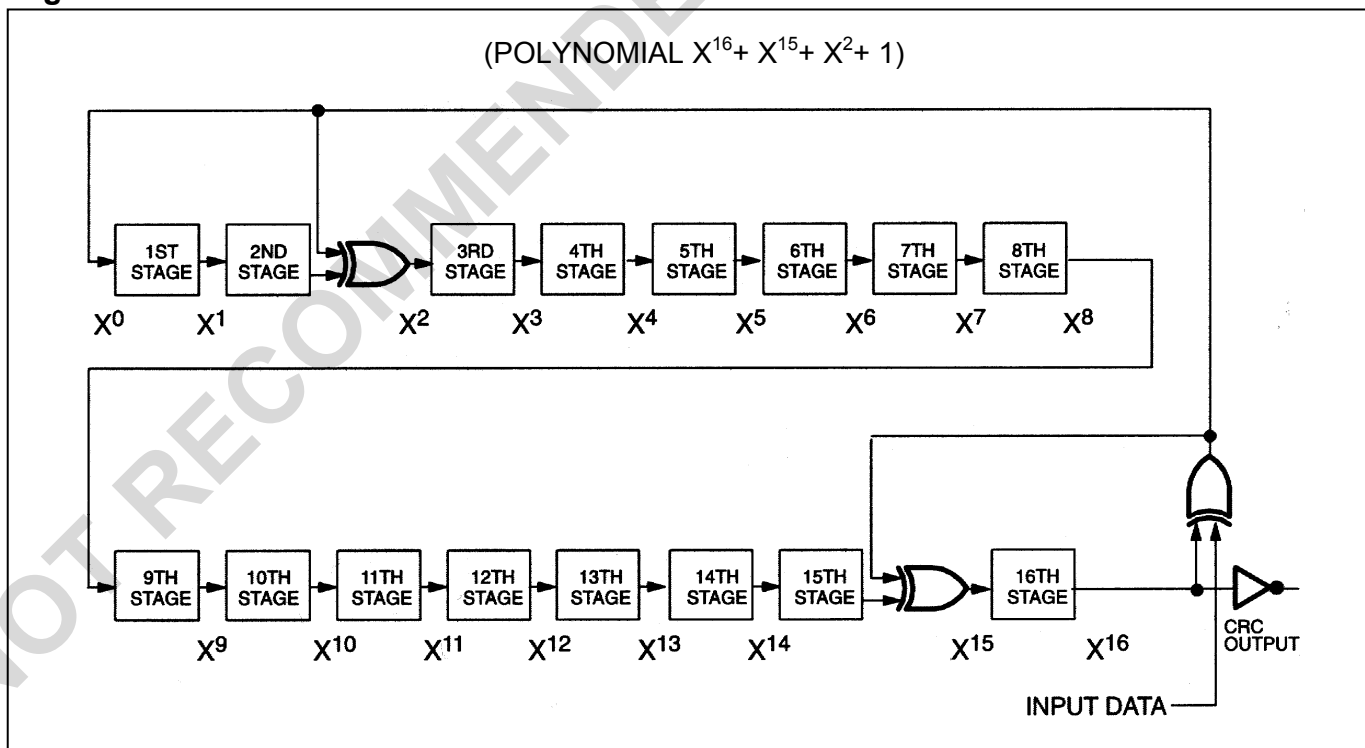 (POLYNOMIAL X¹⁶+ X¹⁵+ X²+ 1)
1ST STAGE
2ND STAGE
3RD STAGE
4TH STAGE
5TH STAGE
6TH STAGE
7TH STAGE
8TH STAGE
X⁰ X¹ X² X³ X⁴ X⁵ X⁶ X⁷ X⁸
9TH STAGE
10TH STAGE
11TH STAGE
12TH STAGE
13TH STAGE
14TH STAGE
15TH STAGE
16TH STAGE
X⁹ X¹⁰ X¹¹ X¹² X¹³ X¹⁴ X¹⁵ X¹⁶
CRC
OUTPUT
INPUT DATA
NOT RECOMMENDE